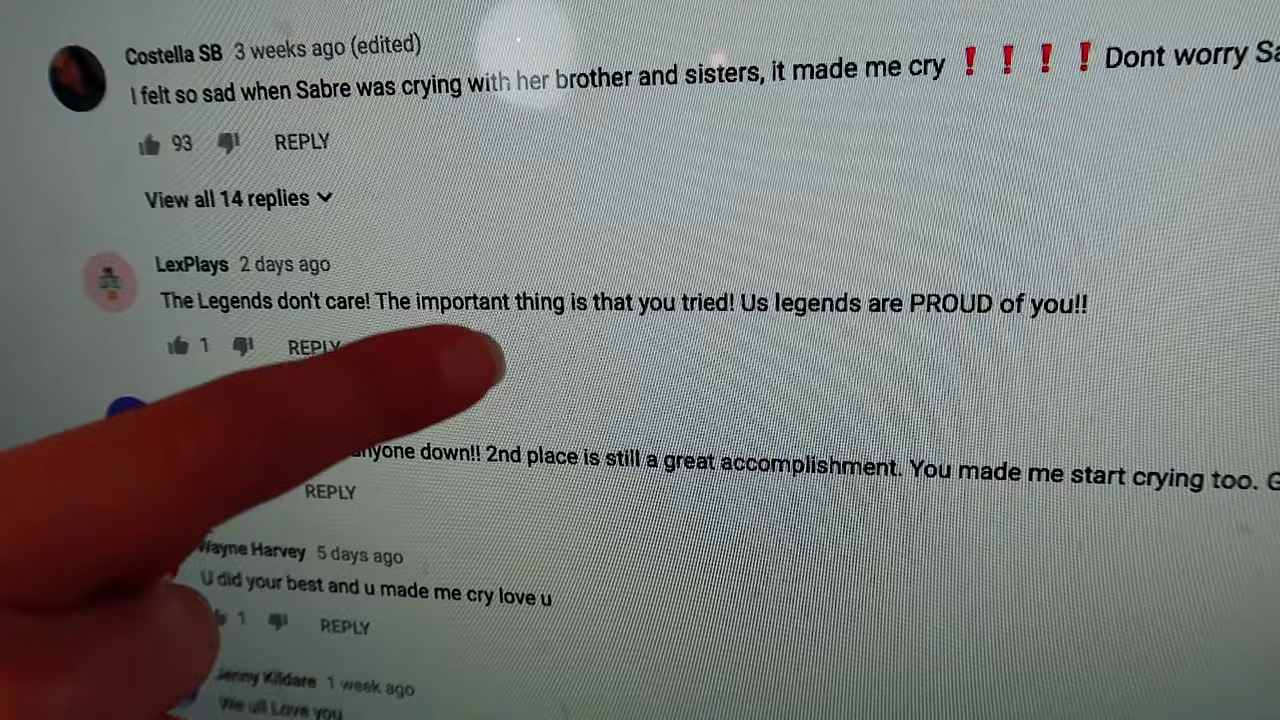 Costella SB 3 weeks ago (edited)
I felt so sad when Sabre was crying with her brother and sisters, it made me cry ❗ ❗ ❗ ❗ Dont worry Sa
93 REPLY
View all 14 replies
LexPlays 2 days ago
The Legends don't care! The important thing is that you tried! Us legends are PROUD of you!!
1 REPLY
anyone down!! 2nd place is still a great accomplishment. You made me start crying too. G
REPLY
Wayne Harvey 5 days ago
U did your best and u made me cry love u
1 REPLY
Jenny Kildare 1 week ago
We all Love you